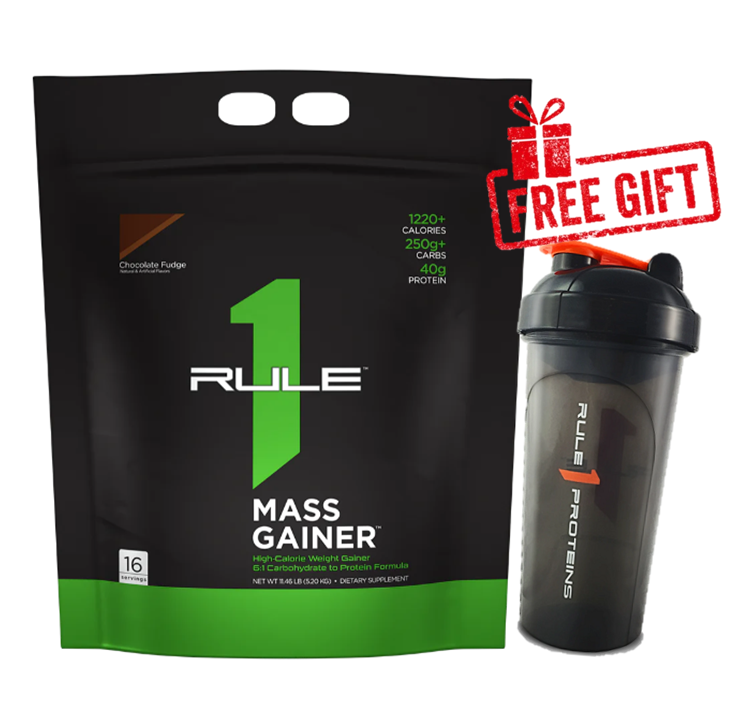 FREE GIFT
1220+
CALORIES
250g+
CARBS
40g
PROTEIN
Chocolate Fudge
Natural & Artificial Flavors
1
RULE™
MASS
GAINER™
High-Calorie Weight Gainer
6:1 Carbohydrate to Protein Formula
NET WT 11.46 LB (5.20 KG) • DIETARY SUPPLEMENT
16
servings
RULE 1 PROTEINS